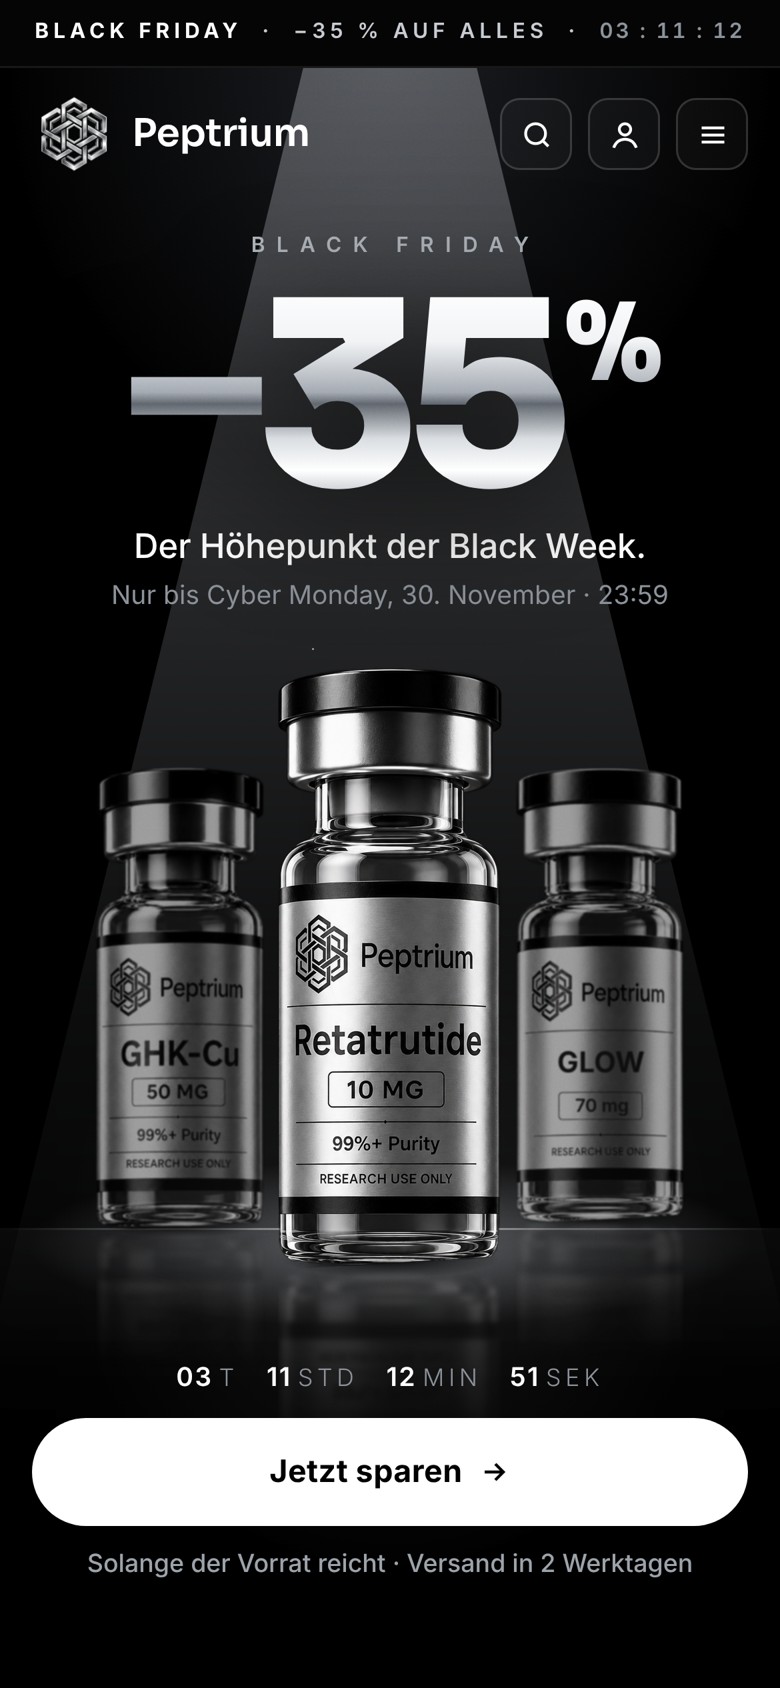 BLACK FRIDAY · –35 % AUF ALLES · 03 : 11 : 12
Peptrium
BLACK FRIDAY
–35%
Der Höhepunkt der Black Week.
Nur bis Cyber Monday, 30. November · 23:59
Peptrium
GHK-Cu
50 MG
99%+ Purity
RESEARCH USE ONLY
Peptrium
Retatrutide
10 MG
99%+ Purity
RESEARCH USE ONLY
Peptrium
GLOW
70 mg
RESEARCH USE ONLY
03 T 11 STD 12 MIN 51 SEK
Jetzt sparen →
Solange der Vorrat reicht · Versand in 2 Werktagen